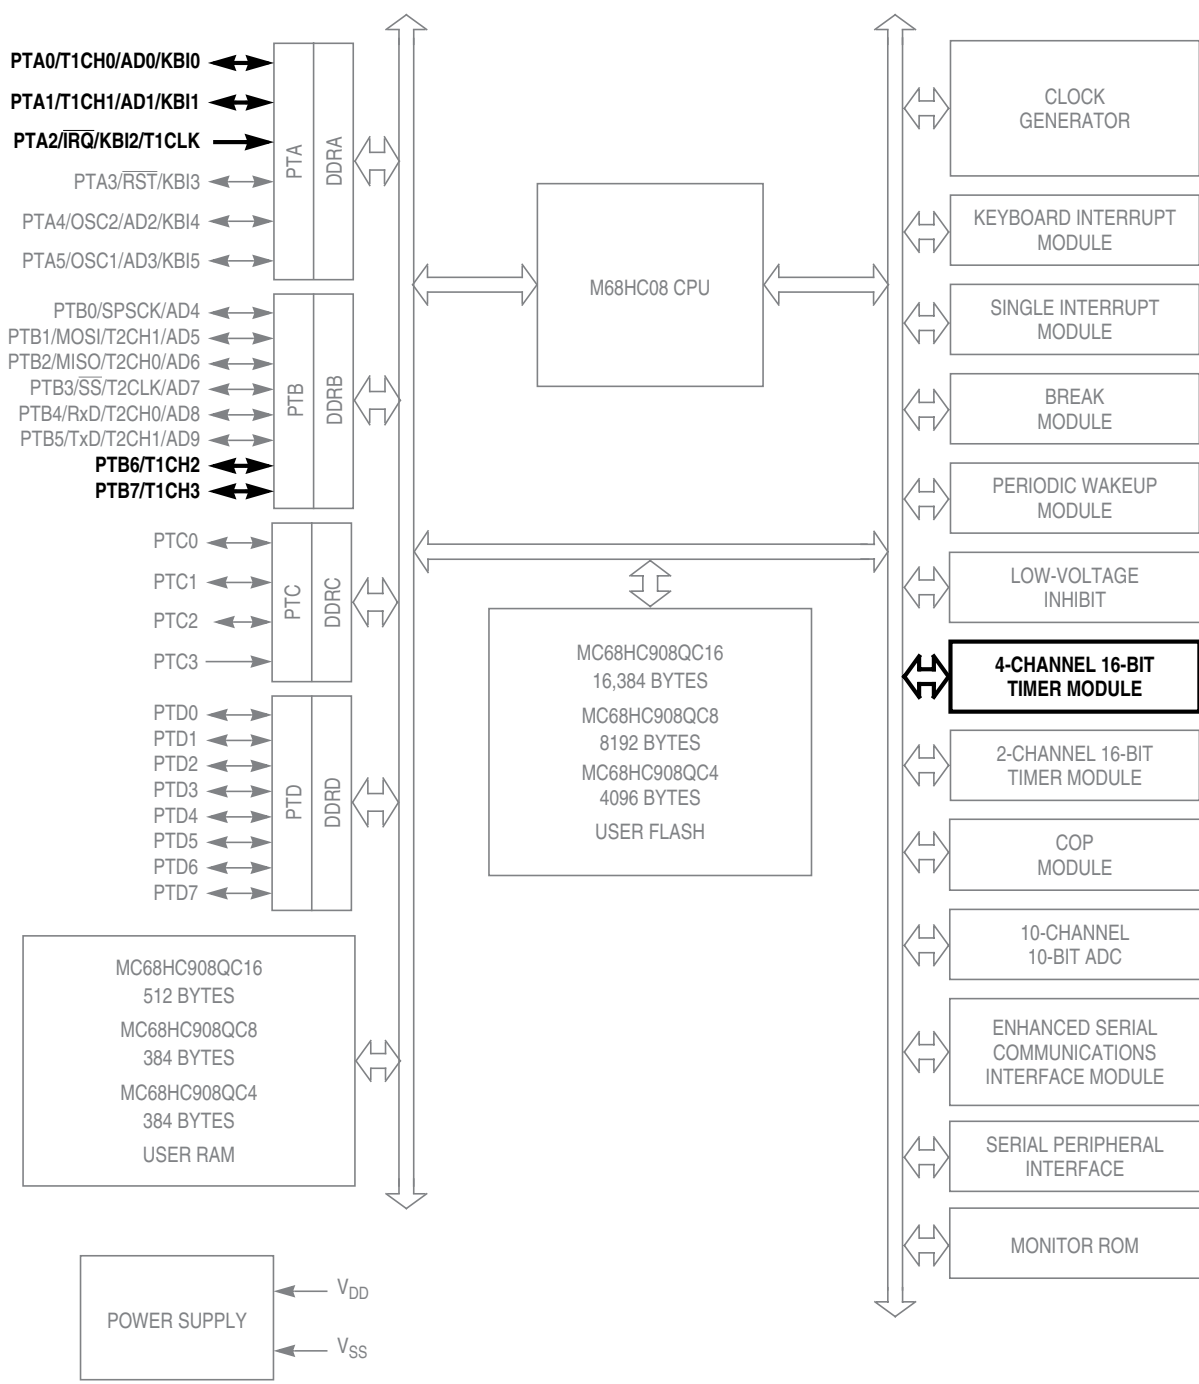 PTA0/T1CH0/AD0/KBI0
PTA1/T1CH1/AD1/KBI1
PTA2/I̅R̅Q̅/KBI2/T1CLK
PTA3/R̅S̅T̅/KBI3
PTA4/OSC2/AD2/KBI4
PTA5/OSC1/AD3/KBI5
PTA
DDRA
PTB0/SPSCK/AD4
PTB1/MOSI/T2CH1/AD5
PTB2/MISO/T2CH0/AD6
PTB3/S̅S̅/T2CLK/AD7
PTB4/RxD/T2CH0/AD8
PTB5/TxD/T2CH1/AD9
PTB6/T1CH2
PTB7/T1CH3
PTB
DDRB
PTC0
PTC1
PTC2
PTC3
PTC
DDRC
PTD0
PTD1
PTD2
PTD3
PTD4
PTD5
PTD6
PTD7
PTD
DDRD
MC68HC908QC16
512 BYTES
MC68HC908QC8
384 BYTES
MC68HC908QC4
384 BYTES
USER RAM
POWER SUPPLY
VDD
VSS
M68HC08 CPU
MC68HC908QC16
16,384 BYTES
MC68HC908QC8
8192 BYTES
MC68HC908QC4
4096 BYTES
USER FLASH
CLOCK
GENERATOR
KEYBOARD INTERRUPT
MODULE
SINGLE INTERRUPT
MODULE
BREAK
MODULE
PERIODIC WAKEUP
MODULE
LOW-VOLTAGE
INHIBIT
4-CHANNEL 16-BIT
TIMER MODULE
2-CHANNEL 16-BIT
TIMER MODULE
COP
MODULE
10-CHANNEL
10-BIT ADC
ENHANCED SERIAL
COMMUNICATIONS
INTERFACE MODULE
SERIAL PERIPHERAL
INTERFACE
MONITOR ROM